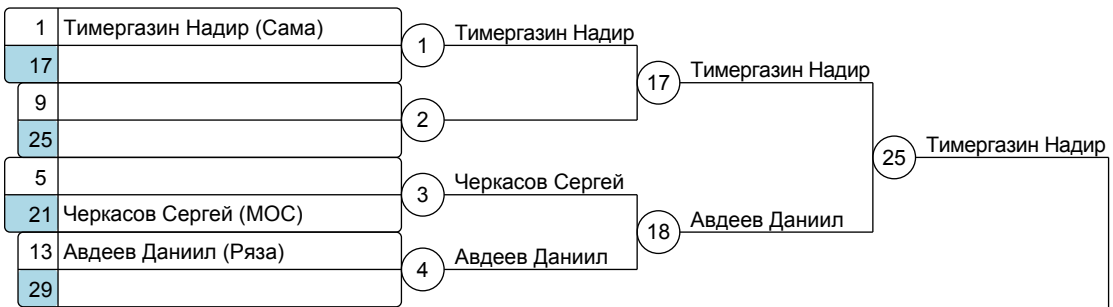 1 Тимергазин Надир (Сама)
17
9
25
5
21 Черкасов Сергей (МОС)
13 Авдеев Даниил (Ряза)
29
1 Тимергазин Надир
2
3 Черкасов Сергей
4 Авдеев Даниил
17 Тимергазин Надир
18 Авдеев Даниил
25 Тимергазин Надир